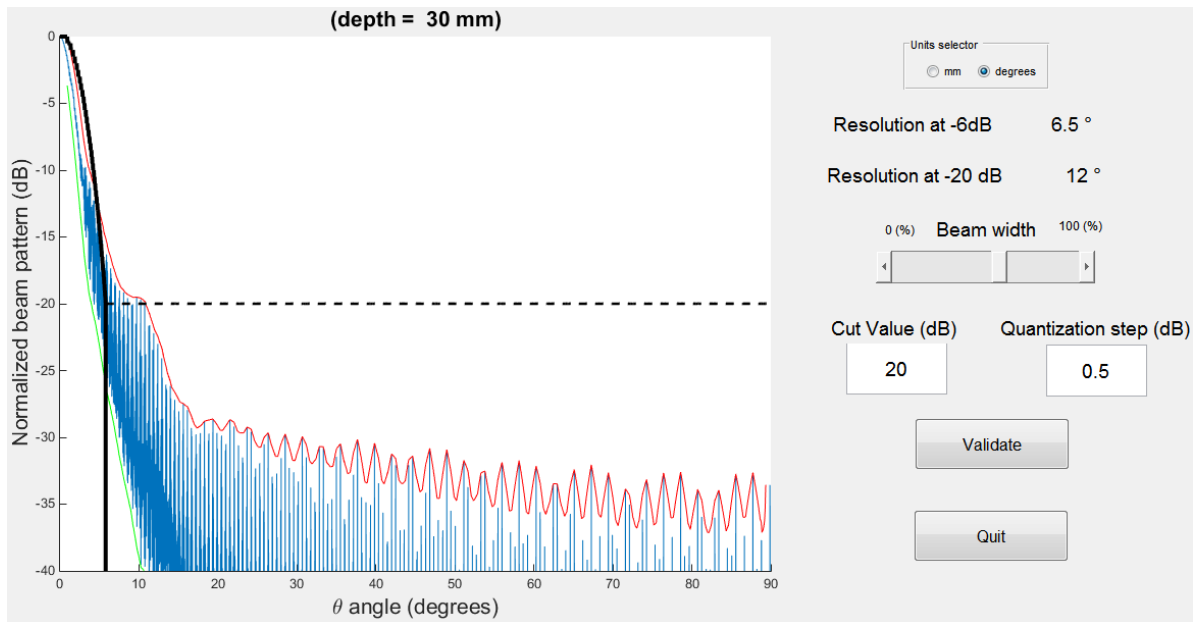 (depth = 30 mm)
0
-5
-10
-15
-20
-25
-30
-35
-40
Normalized beam pattern (dB)
0 10 20 30 40 50 60 70 80 90
θ angle (degrees)
Units selector
mm degrees
Resolution at -6dB 6.5 °
Resolution at -20 dB 12 °
0 (%) Beam width 100 (%)
Cut Value (dB) Quantization step (dB)
20 0.5
Validate
Quit